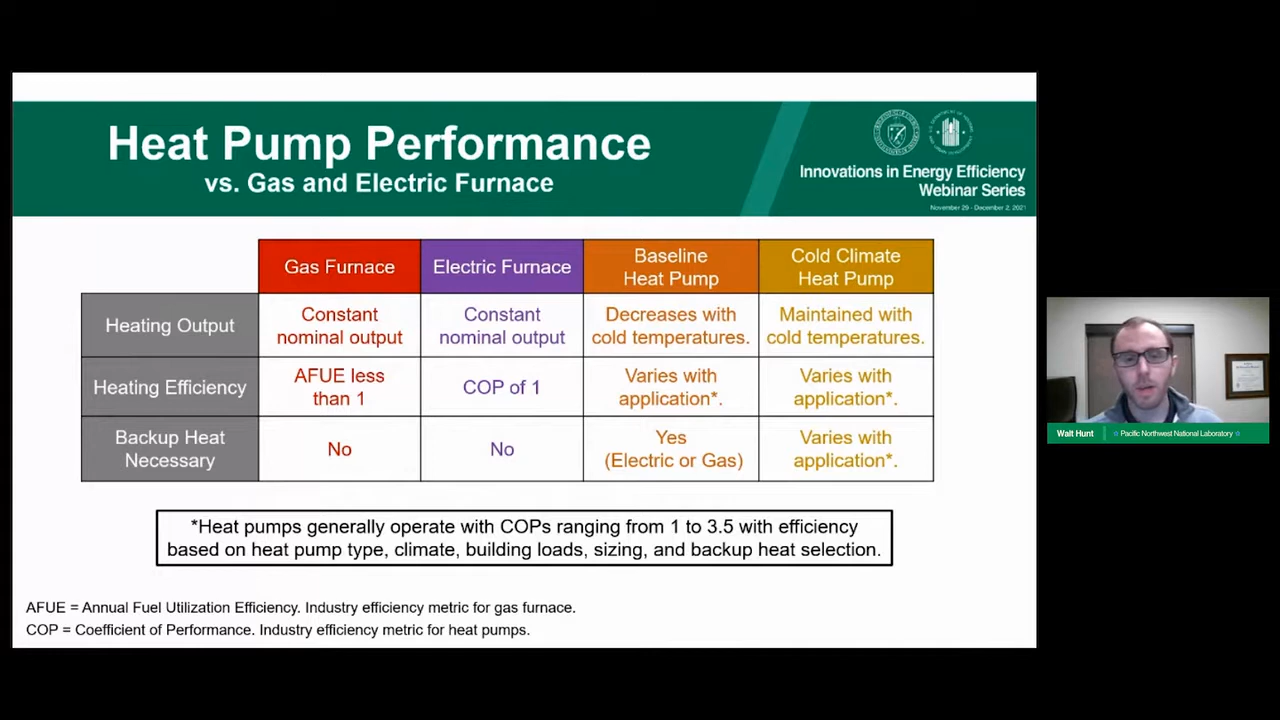 Heat Pump Performance
vs. Gas and Electric Furnace
Innovations in Energy Efficiency
Webinar Series
November 29 - December 2, 2021
Gas Furnace
Electric Furnace
Baseline
Heat Pump
Cold Climate
Heat Pump
Heating Output
Constant
nominal output
Constant
nominal output
Decreases with
cold temperatures.
Maintained with
cold temperatures.
Heating Efficiency
AFUE less
than 1
COP of 1
Varies with
application*.
Varies with
application*.
Backup Heat
Necessary
No
No
Yes
(Electric or Gas)
Varies with
application*.
*Heat pumps generally operate with COPs ranging from 1 to 3.5 with efficiency
based on heat pump type, climate, building loads, sizing, and backup heat selection.
AFUE = Annual Fuel Utilization Efficiency. Industry efficiency metric for gas furnace.
COP = Coefficient of Performance. Industry efficiency metric for heat pumps.
Walt Hunt
Pacific Northwest National Laboratory